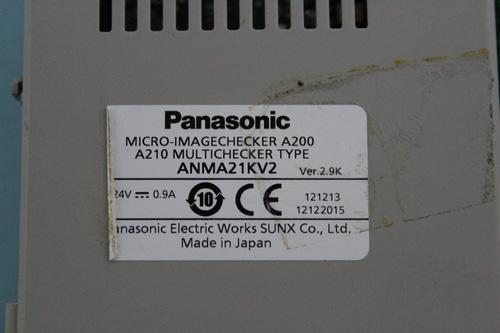 Panasonic
MICRO-IMAGECHECKER A200
A210 MULTICHECKER TYPE
ANMA21KV2 Ver.2.9K
24V ⎓ 0.9A 10 CE 121213
12122015
anasonic Electric Works SUNX Co., Ltd.
Made in Japan